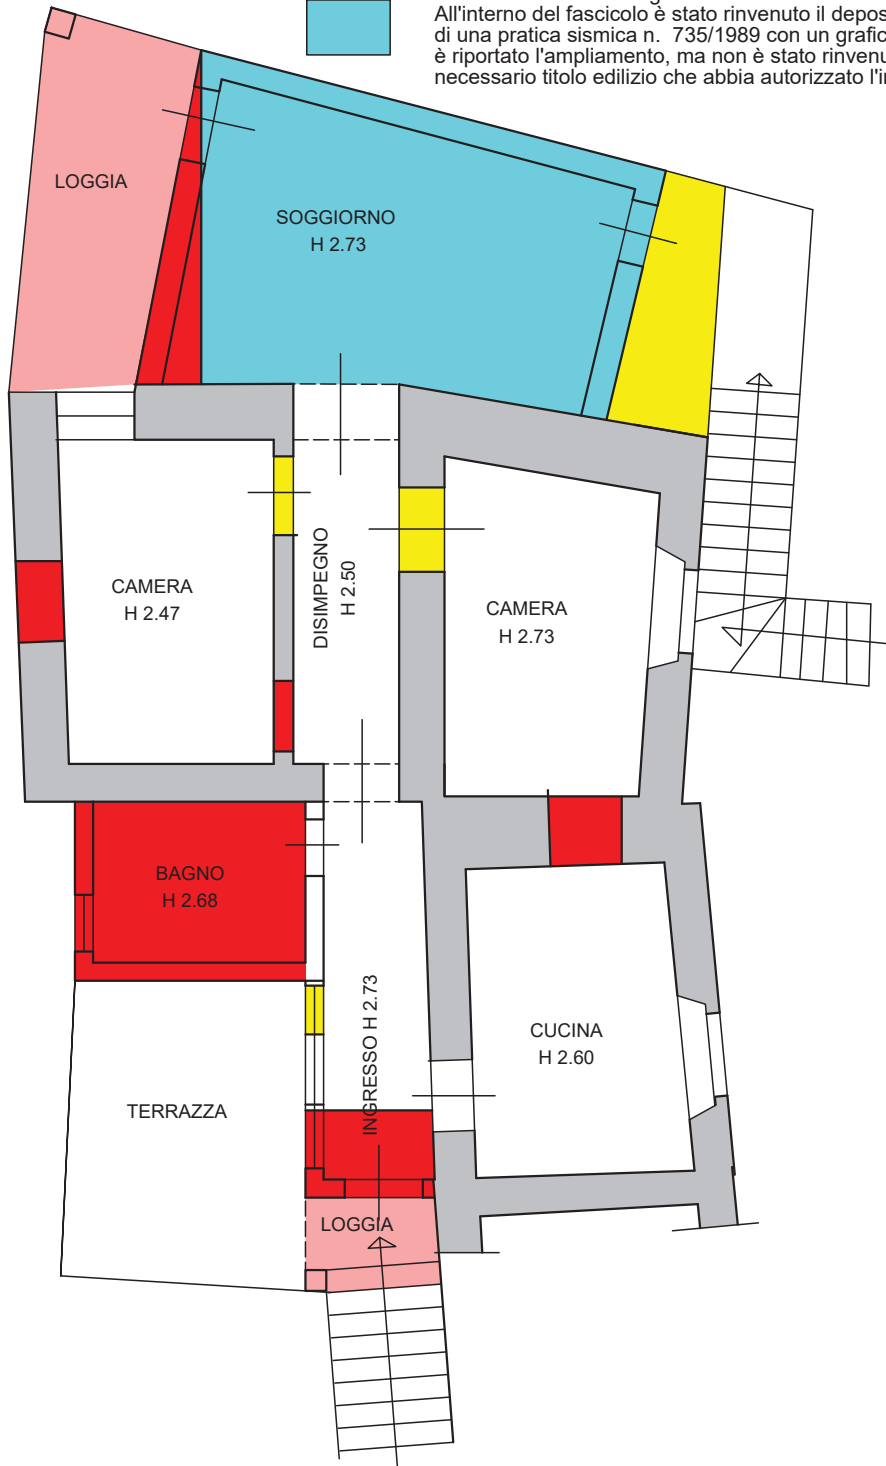 All'interno del fascicolo è stato rinvenuto il depos
di una pratica sismica n. 735/1989 con un grafic
è riportato l'ampliamento, ma non è stato rinvenu
necessario titolo edilizio che abbia autorizzato l'i
LOGGIA
SOGGIORNO
H 2.73
DISIMPEGNO
H 2.50
CAMERA
H 2.47
CAMERA
H 2.73
BAGNO
H 2.68
INGRESSO H 2.73
CUCINA
H 2.60
TERRAZZA
LOGGIA